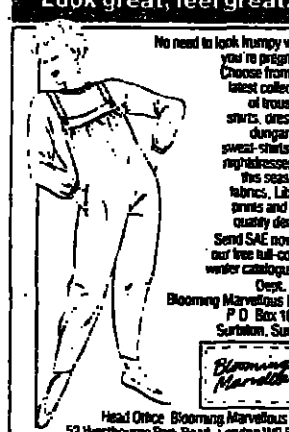 Look great, feel great
No need to look frumpy w
you're pregn
Choose from
latest collec
of trous
shirts, dres
dungar
sweat-shirts
nightdresses
this seas
fabrics, Lib
prints and
quality de
Send SAE now
our free full-co
winter catalogue
Dept.
Blooming Marvellous
P O Box 
Surbiton, Su
Blooming
Marvello
Head Office Blooming Marvellous